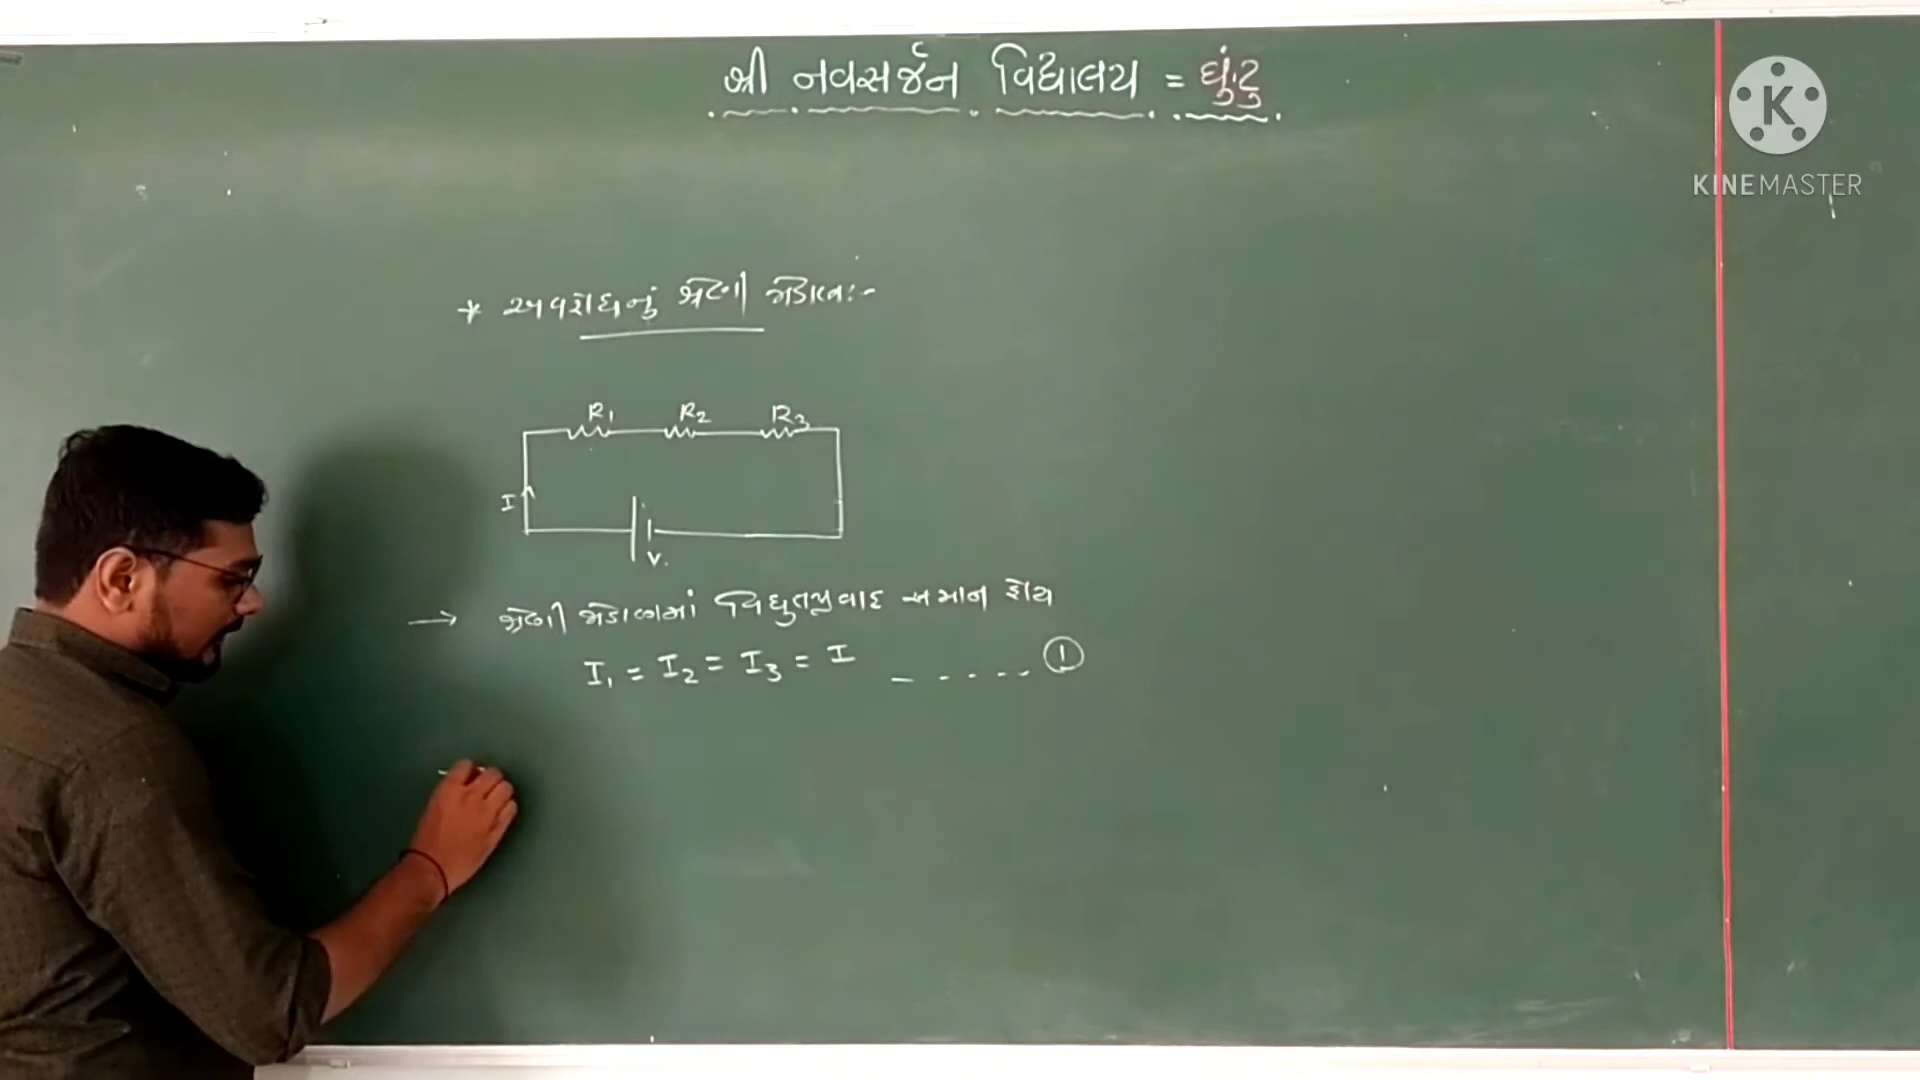 શ્રી નવસર્જન વિદ્યાલય = ઘુંટુ
KINEMASTER
* અવરોધનું શ્રેણી જોડાણ :-
R1 R2 R3
I
V.
→ શ્રેણી જોડાણમાં વિદ્યુતપ્રવાહ સમાન હોય
I1 = I2 = I3 = I - - - - - ①